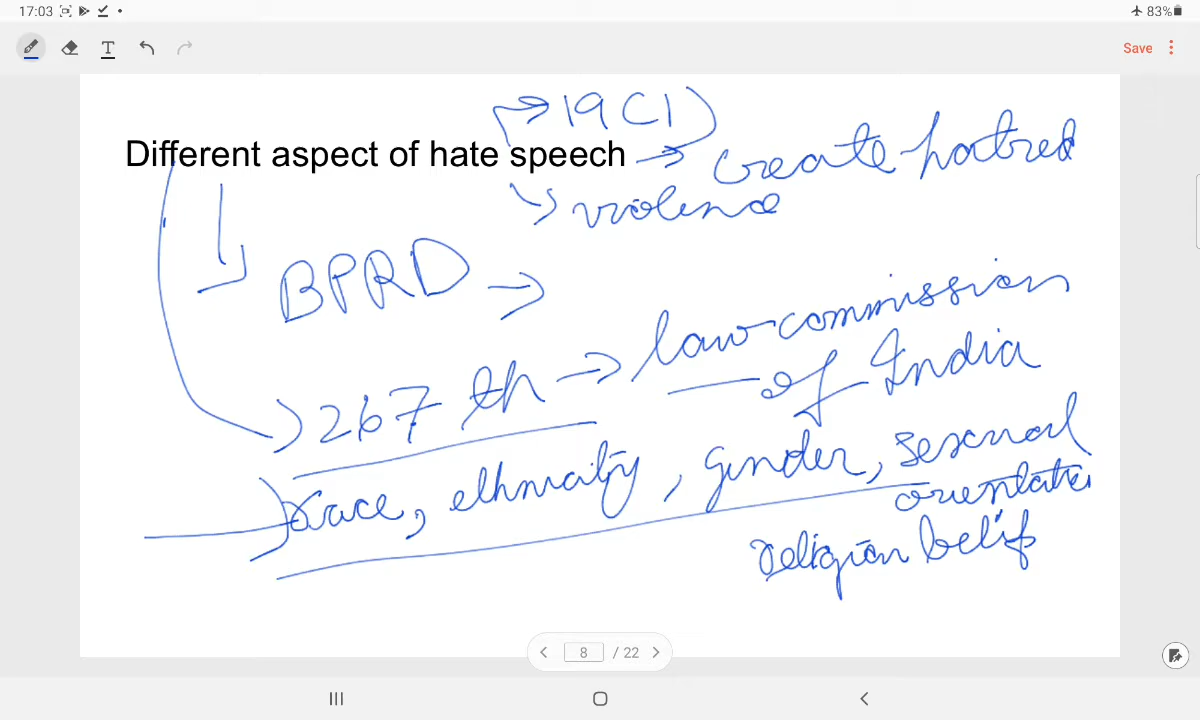 17:03
83%
Save
19(1)
Different aspect of hate speech → create hatred
violence
BPRD →
267 th → law commission
of India
race, ethnicity, gender, sexual
orientation
religion belif
8 / 22